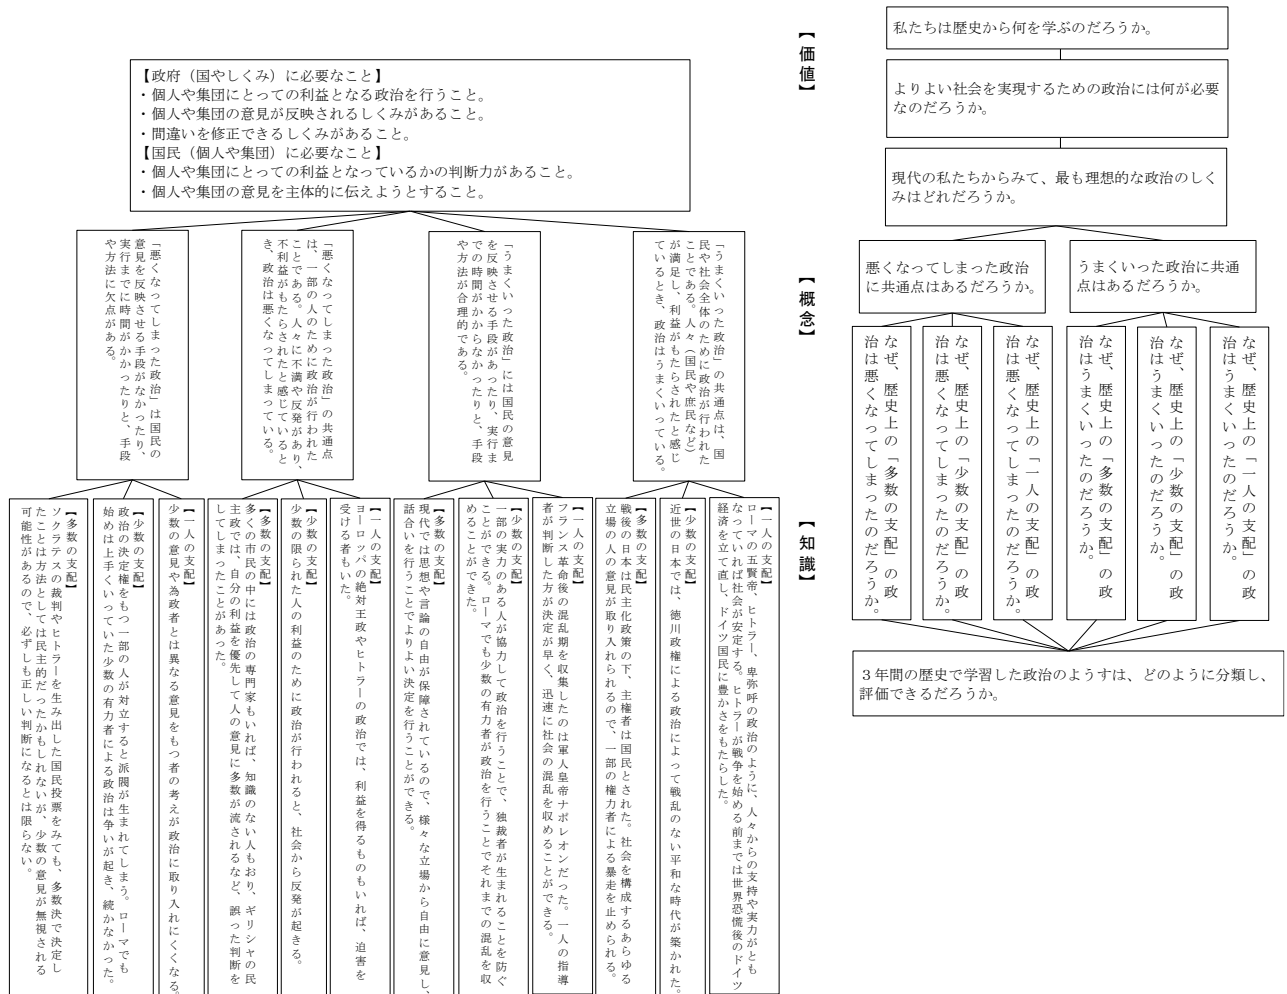 【政府（国やしくみ）に必要なこと】
・個人や集団にとっての利益となる政治を行うこと。
・個人や集団の意見が反映されるしくみがあること。
・間違いを修正できるしくみがあること。
【国民（個人や集団）に必要なこと】
・個人や集団にとっての利益となっているかの判断力があること。
・個人や集団の意見を主体的に伝えようとすること。
「うまくいった政治」の共通点は、国
民や社会全体のために政治が行われた
ことである。人々（国民や庶民など）
が満足し、利益がもたらされたと感じ
ているとき、政治はうまくいっている。
「うまくいった政治」には国民の意見
を反映させる手段があったり、実行ま
での時間がかからなかったりと、手段
や方法が合理的である。
「悪くなってしまった政治」の共通点
は、一部の人のために政治が行われた
ことである。人々に不満や反発があり、
不利益がもたらされたと感じていると
き、政治は悪くなってしまっている。
「悪くなってしまった政治」は国民の
意見を反映させる手段がなかったり、
実行までに時間がかかったりと、手段
や方法に欠点がある。
【一人の支配】
ローマの五賢帝、ヒトラー、卑弥呼の政治のように、人々からの支持や実力がとも
なっていれば社会が安定する。ヒトラーが戦争を始める前までは世界恐慌後のドイツ
経済を立て直し、ドイツ国民に豊かさをもたらした。
【少数の支配】
近世の日本では、徳川政権による政治によって戦乱のない平和な時代が築かれた。
【多数の支配】
戦後の日本は民主化政策の下、主権者は国民とされた。社会を構成するあらゆる
立場の人の意見が取り入れられるので、一部の権力者による暴走を止められる。
【一人の支配】
フランス革命後の混乱期を収集したのは軍人皇帝ナポレオンだった。一人の指導
者が判断した方が決定が早く、迅速に社会の混乱を収めることができる。
【少数の支配】
一部の実力のある人が協力して政治を行うことで、独裁者が生まれることを防ぐ
ことができる。ローマでも少数の有力者が政治を行うことでそれまでの混乱を収
めることができた。
【多数の支配】
現代では思想や言論の自由が保障されているので、様々な立場から自由に意見し、
話合いを行うことでよりよい決定を行うことができる。
【一人の支配】
ヨーロッパの絶対王政やヒトラーの政治では、利益を得るものもいれば、迫害を
受ける者もいた。
【少数の支配】
少数の限られた人の利益のために政治が行われると、社会から反発が起きる。
【多数の支配】
多くの市民の中には政治の専門家もいれば、知識のない人もおり、ギリシャの民
主政では、自分の利益を優先して人の意見に多数が流されるなど、誤った判断を
してしまったことがあった。
【一人の支配】
少数の意見や為政者とは異なる意見をもつ者の考えが政治に取り入れにくくなる。
【少数の支配】
政治の決定権をもつ一部の人が対立すると派閥が生まれてしまう。ローマでも
始めは上手くいっていた少数の有力者による政治は争いが起き、続かなかった。
【多数の支配】
ソクラテスの裁判やヒトラーを生み出した国民投票をみても、多数決で決定し
たことは方法としては民主的だったかもしれないが、少数の意見が無視される
可能性があるので、必ずしも正しい判断になるとは限らない。
【価値】
【概念】
【知識】
私たちは歴史から何を学ぶのだろうか。
よりよい社会を実現するための政治には何が必要
なのだろうか。
現代の私たちからみて、最も理想的な政治のしく
みはどれだろうか。
悪くなってしまった政治
に共通点はあるだろうか。
うまくいった政治に共通
点はあるだろうか。
なぜ、歴史上の「一人の支配」の政
治はうまくいったのだろうか。
なぜ、歴史上の「少数の支配」の政
治はうまくいったのだろうか。
なぜ、歴史上の「多数の支配」の政
治はうまくいったのだろうか。
なぜ、歴史上の「一人の支配」の政
治は悪くなってしまったのだろうか。
なぜ、歴史上の「少数の支配」の政
治は悪くなってしまったのだろうか。
なぜ、歴史上の「多数の支配」の政
治は悪くなってしまったのだろうか。
３年間の歴史で学習した政治のようすは、どのように分類し、
評価できるだろうか。